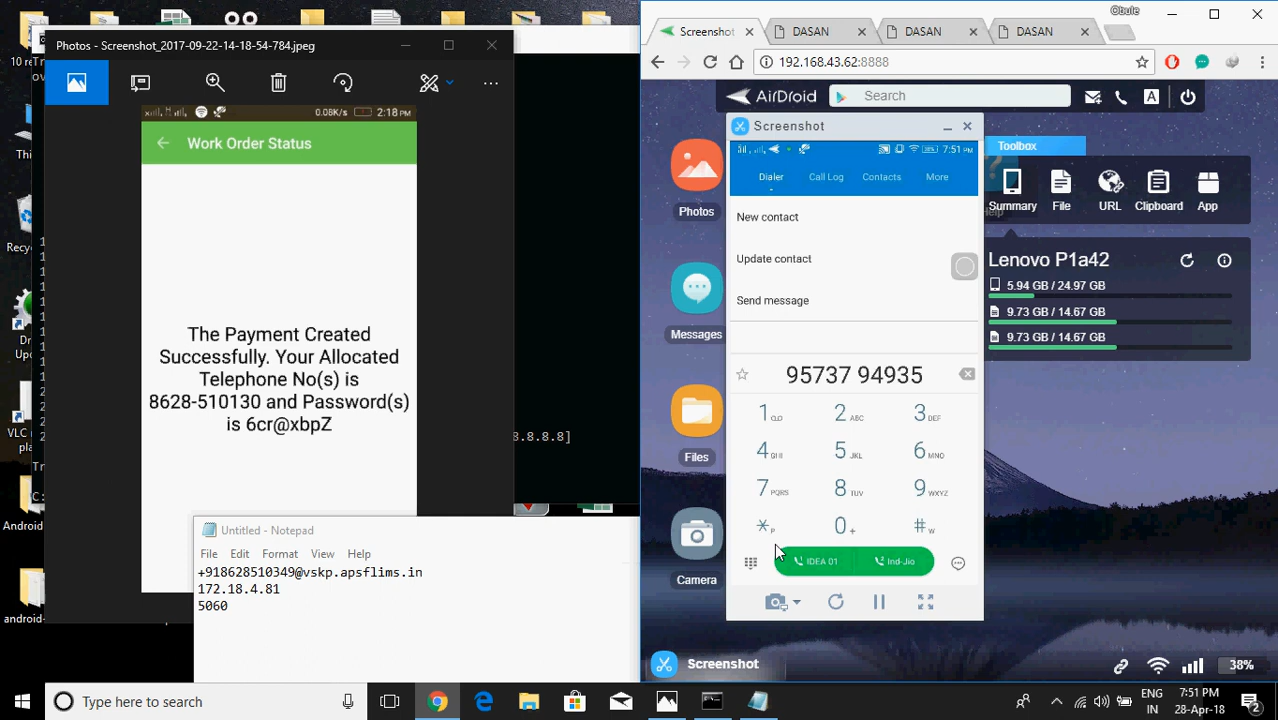 Photos - Screenshot_2017-09-22-14-18-54-784.jpeg
0.08K/s 2:18 PM
Work Order Status
The Payment Created
Successfully. Your Allocated
Telephone No(s) is
8628-510130 and Password(s)
is 6cr@xbpZ
8.8.8]
Untitled - Notepad
File Edit Format View Help
+918628510349@vskp.apsflims.in
172.18.4.81
5060
Obule
Screenshot
DASAN
DASAN
DASAN
192.168.43.62:8888
AirDroid
Search
A
Photos
Messages
Files
Camera
Screenshot
7:51 PM
Dialer Call Log Contacts More
New contact
Update contact
Send message
95737 94935
1 2 ABC 3 DEF
4 GHI 5 JKL 6 MNO
7 PQRS 8 TUV 9 WXYZ
* P 0 + # W
IDEA 01 Ind-Jio
Toolbox
Summary File URL Clipboard App
Help
Lenovo P1a42
5.94 GB / 24.97 GB
9.73 GB / 14.67 GB
9.73 GB / 14.67 GB
Screenshot
38%
Type here to search
ENG
IN
7:51 PM
28-Apr-18
2